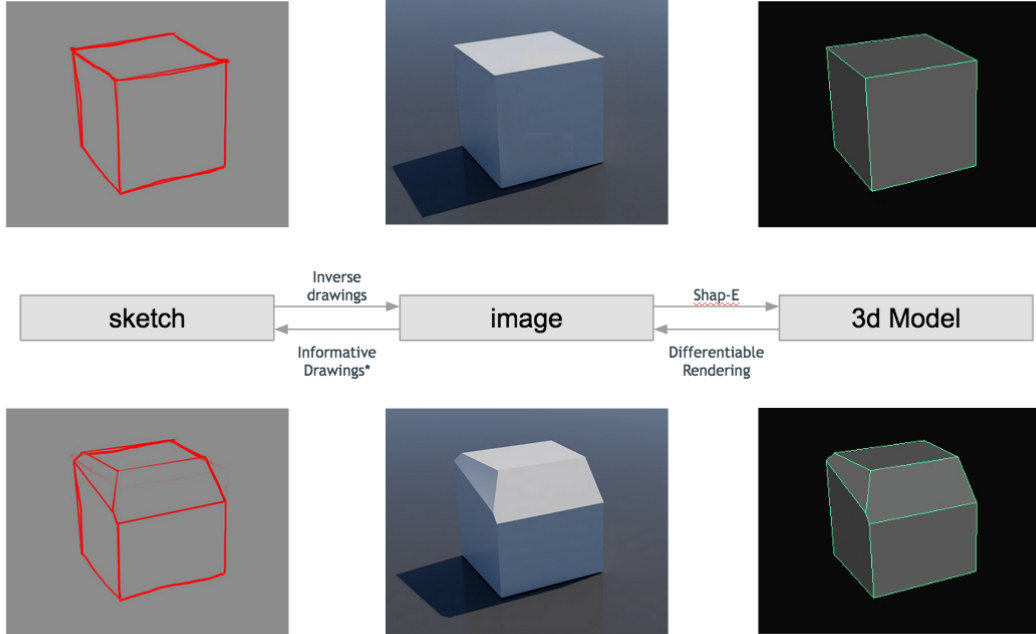 Inverse
drawings
Shap-E
sketch
image
3d Model
Informative
Drawings*
Differentiable
Rendering